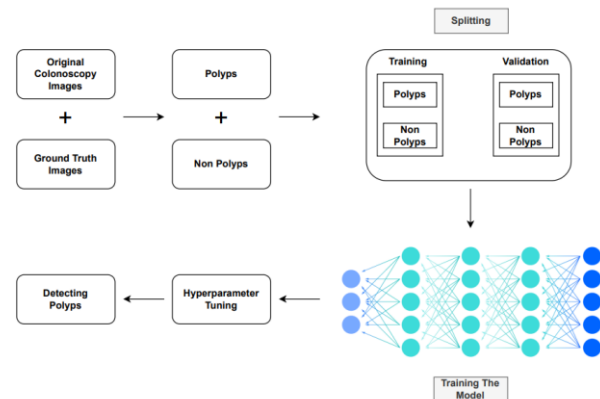 Splitting
Original
Colonoscopy
Images
+
Ground Truth
Images
Polyps
+
Non Polyps
Training
Polyps
Non
Polyps
Validation
Polyps
Non
Polyps
Detecting
Polyps
Hyperparameter
Tuning
Training The
Model